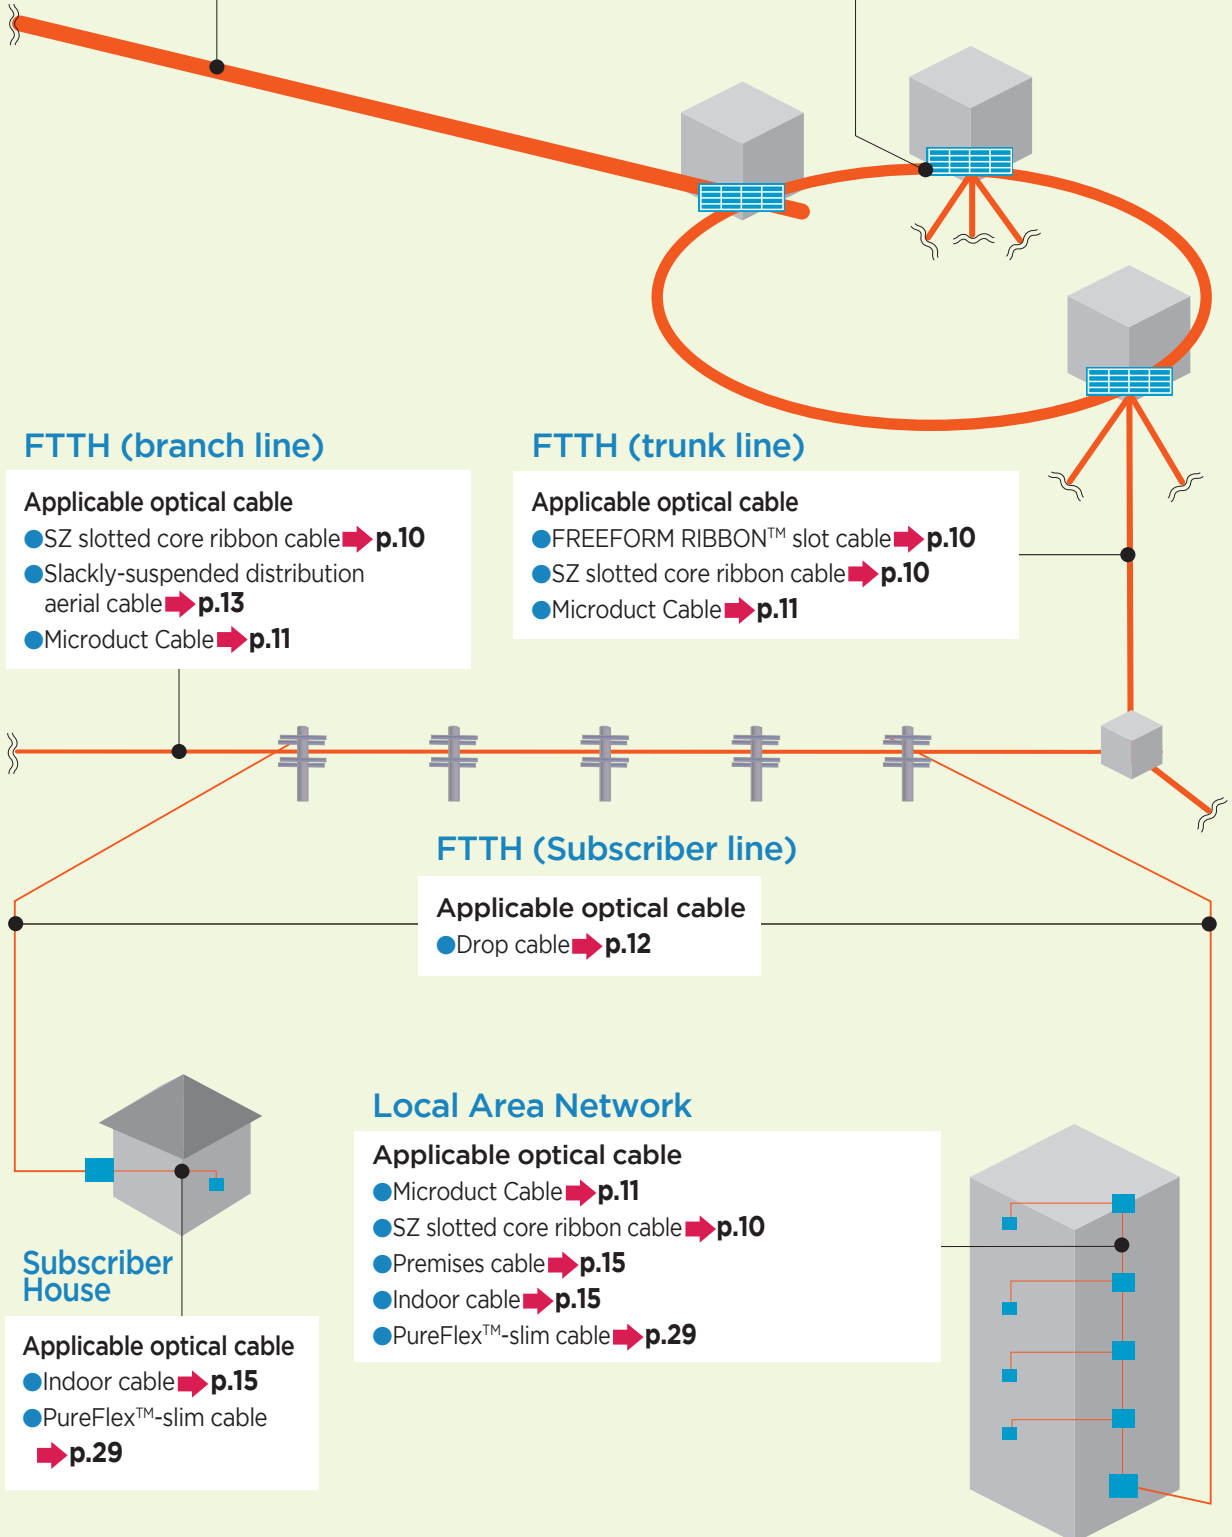 FTTH (branch line)
Applicable optical cable
●SZ slotted core ribbon cable➡p.10
●Slackly-suspended distribution
aerial cable➡p.13
●Microduct Cable➡p.11
FTTH (trunk line)
Applicable optical cable
●FREEFORM RIBBON™ slot cable➡p.10
●SZ slotted core ribbon cable➡p.10
●Microduct Cable➡p.11
FTTH (Subscriber line)
Applicable optical cable
●Drop cable➡p.12
Local Area Network
Applicable optical cable
●Microduct Cable➡p.11
●SZ slotted core ribbon cable➡p.10
●Premises cable➡p.15
●Indoor cable➡p.15
●PureFlex™-slim cable➡p.29
Subscriber
House
Applicable optical cable
●Indoor cable➡p.15
●PureFlex™-slim cable
➡p.29